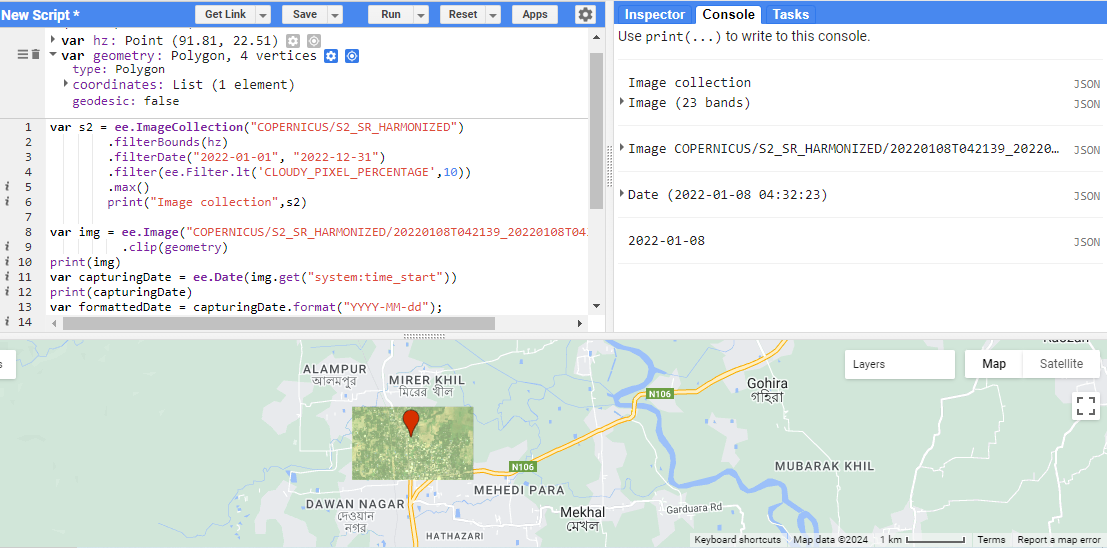 New Script *
Get Link
Save
Run
Reset
Apps
Inspector
Console
Tasks
Use print(...) to write to this console.
var hz: Point (91.81, 22.51)
var geometry: Polygon, 4 vertices
type: Polygon
coordinates: List (1 element)
geodesic: false
1 var s2 = ee.ImageCollection("COPERNICUS/S2_SR_HARMONIZED")
2 .filterBounds(hz)
3 .filterDate("2022-01-01", "2022-12-31")
4 .filter(ee.Filter.lt('CLOUDY_PIXEL_PERCENTAGE',10))
i 5 .max()
i 6 print("Image collection",s2)
7
8 var img = ee.Image("COPERNICUS/S2_SR_HARMONIZED/20220108T042139_20220108T04
i 9 .clip(geometry)
i 10 print(img)
i 11 var capturingDate = ee.Date(img.get("system:time_start"))
i 12 print(capturingDate)
13 var formattedDate = capturingDate.format("YYYY-MM-dd");
i 14
Image collection JSON
Image (23 bands) JSON
Image COPERNICUS/S2_SR_HARMONIZED/20220108T042139_20220… JSON
Date (2022-01-08 04:32:23) JSON
2022-01-08 JSON
s
Layers
Map
Satellite
ALAMPUR
আলমপুর
MIRER KHIL
মিরের খীল
Gohira
গহিরা
N106
N106
MUBARAK KHIL
MEHEDI PARA
DAWAN NAGAR
দেওয়ান
নগর
Mekhal
মেখল
Garduara Rd
HATHAZARI
Keyboard shortcuts
Map data ©2024
1 km
Terms
Report a map error